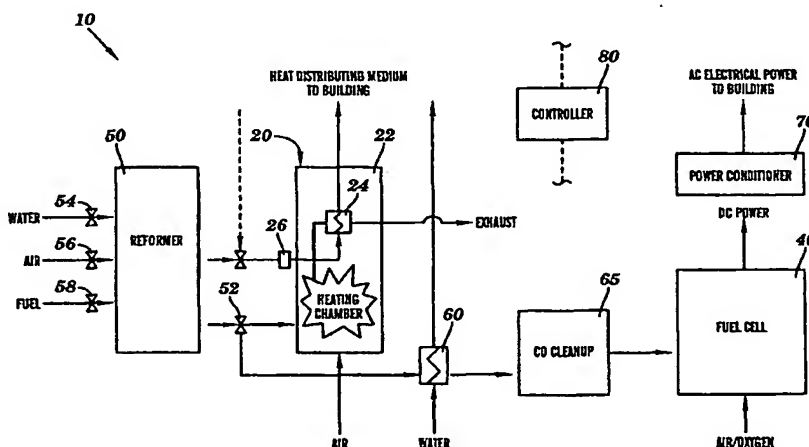 10
HEAT DISTRIBUTING MEDIUM
TO BUILDING
80
CONTROLLER
AC ELECTRICAL POWER
TO BUILDING
70
POWER CONDITIONER
50
20
22
54
WATER
REFORMER
24
26
EXHAUST
DC POWER
40
56
AIR
58
FUEL
52
HEATING
CHAMBER
60
65
CO CLEANUP
FUEL CELL
AIR
WATER
AIR/OXYGEN